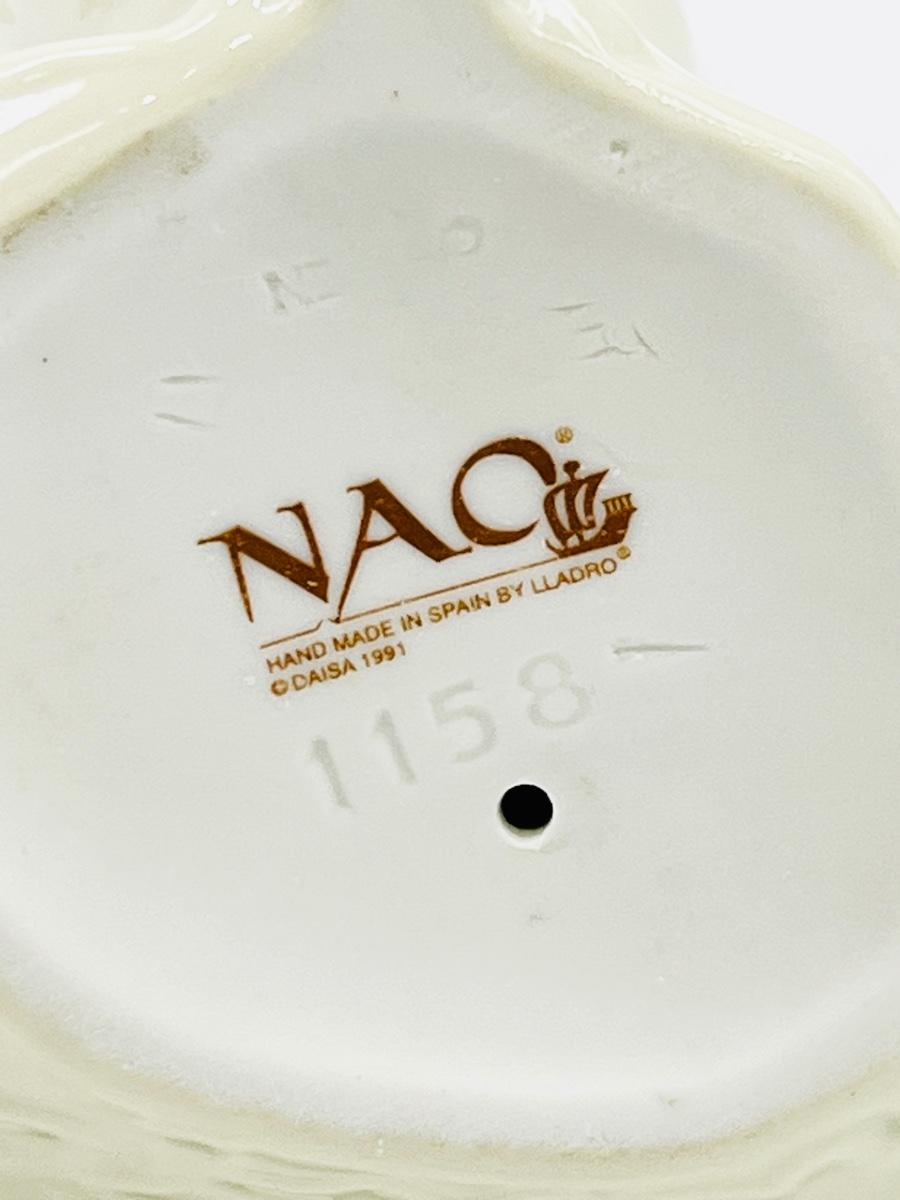 NAO®
HAND MADE IN SPAIN BY LLADRO®
© DAISA 1991
1158